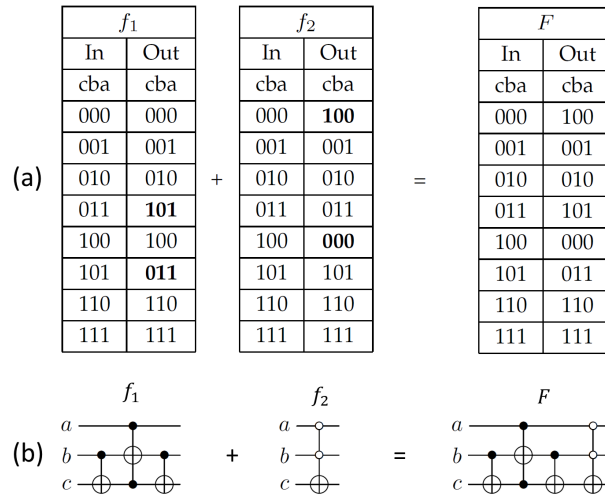 f₁ f₂ F
In Out In Out In Out
cba cba cba cba cba cba
000 000 000 100 000 100
001 001 001 001 001 001
010 010 010 010 010 010
(a) 011 101 + 011 011 = 011 101
100 100 100 000 100 000
101 011 101 101 101 011
110 110 110 110 110 110
111 111 111 111 111 111
f₁ f₂ F
a a a
(b) b + b = b
c c c